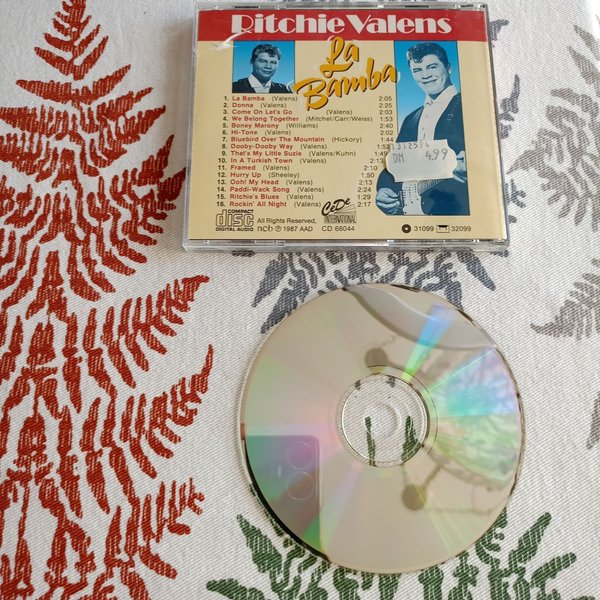 Ritchie Valens
La
Bamba
1. La Bamba (Valens) 2:05
2. Donna (Valens) 2:25
3. Come On Let's Go (Valens) 2:03
4. We Belong Together (Mitchel/Carr/Weiss) 1:53
5. Boney Marony (Williams) 2:40
6. Hi-Tone (Valens) 2:02
7. Bluebird Over The Mountain (Hickory) 1:44
8. Dooby-Dooby Way (Valens) 1:52
9. That's My Little Suzie (Valens/Kuhn) 1:49
10. In A Turkish Town (Valens) 2:13
11. Framed (Valens) 2:10
12. Hurry Up (Sheeley) 1:50
13. Ooh! My Head (Valens) 2:13
14. Paddi-Wack Song (Valens) 2:24
15. Ritchie's Blues (Valens) 1:29
16. Rockin' All Night (Valens) 2:17
312594
DM 4.99
COMPACT
disc
DIGITAL AUDIO
All Rights Reserved,
ncb ℗ 1987 AAD CD 66044
CeDe
INTERNATIONAL
31099 32099